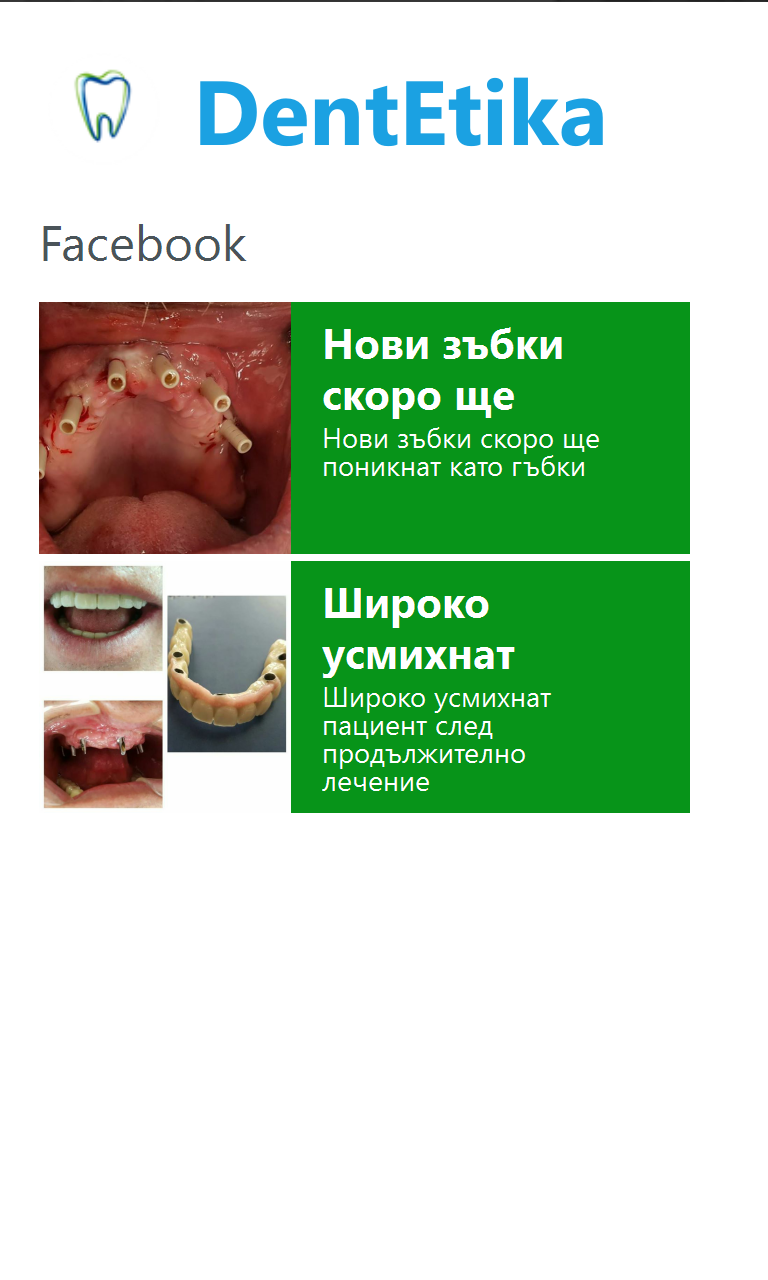 DentEtika
Facebook
Нови зъбки
скоро ще
Нови зъбки скоро ще
поникнат като гъбки
Широко
усмихнат
Широко усмихнат
пациент след
продължително
лечение